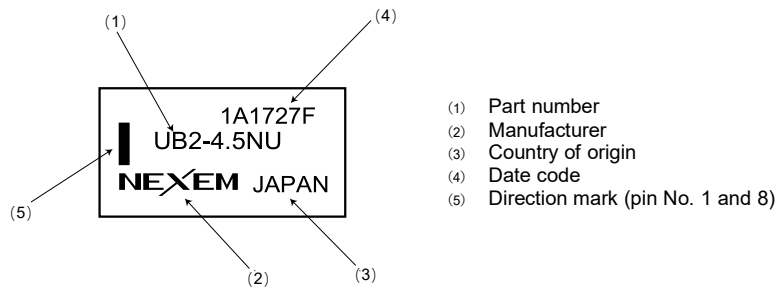 (1)
(4)
1A1727F
UB2-4.5NU
NEXEM JAPAN
(5)
(2)
(3)
(1) Part number
(2) Manufacturer
(3) Country of origin
(4) Date code
(5) Direction mark (pin No. 1 and 8)